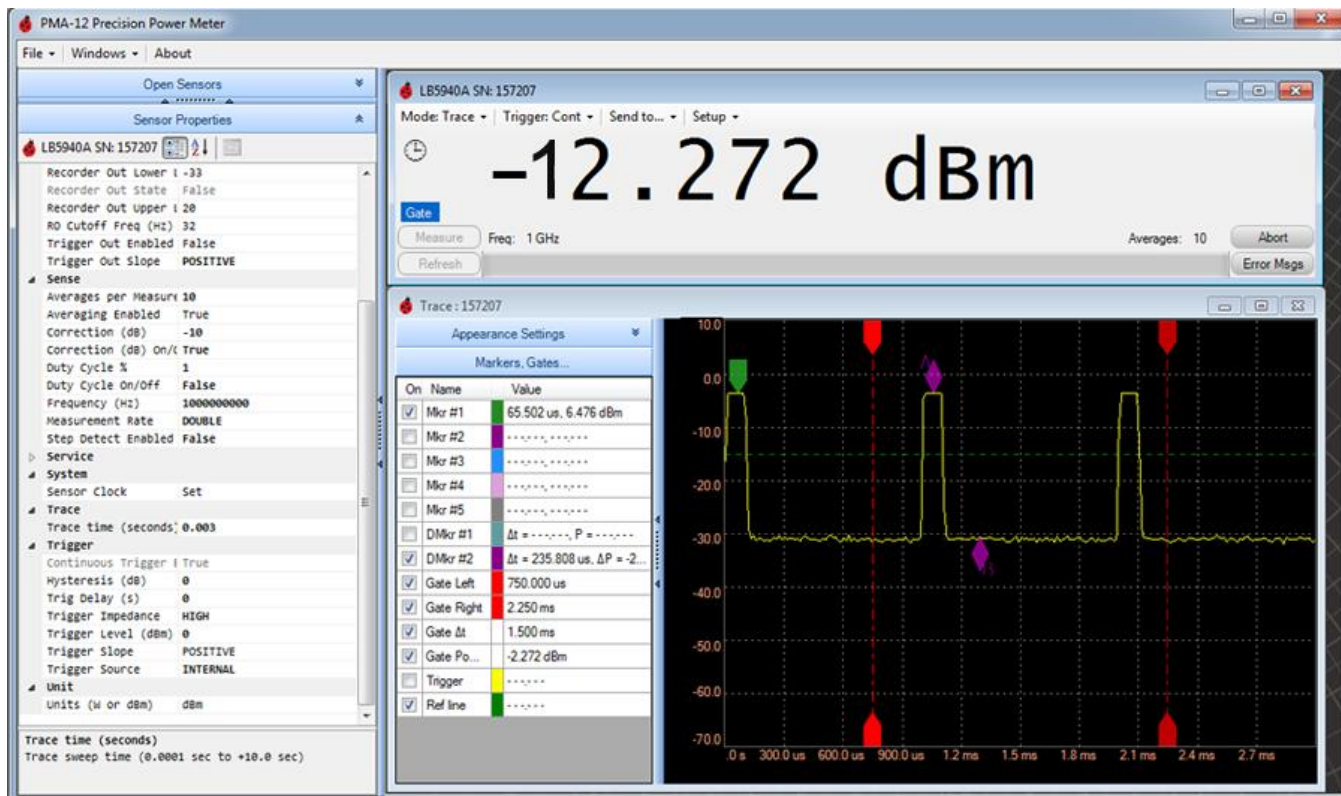 PMA-12 Precision Power Meter
File Windows About
Open Sensors
Sensor Properties
LB5940A SN: 157207
Recorder Out Lower L -33
Recorder Out State False
Recorder Out Upper L 20
RO Cutoff Freq (Hz) 32
Trigger Out Enabled False
Trigger Out Slope POSITIVE
Sense
Averages per Measure 10
Averaging Enabled True
Correction (dB) -10
Correction (dB) On/ True
Duty Cycle % 1
Duty Cycle On/Off False
Frequency (Hz) 1000000000
Measurement Rate DOUBLE
Step Detect Enabled False
Service
System
Sensor Clock Set
Trace
Trace time (seconds) 0.003
Trigger
Continuous Trigger True
Hysteresis (dB) 0
Trig Delay (s) 0
Trigger Impedance HIGH
Trigger Level (dBm) 0
Trigger Slope POSITIVE
Trigger Source INTERNAL
Unit
Units (W or dBm) dBm
Trace time (seconds)
Trace sweep time (0.0001 sec to +10.0 sec)
LB5940A SN: 157207
Mode: Trace Trigger: Cont Send to... Setup
-12.272 dBm
Gate
Measure Freq: 1 GHz Averages: 10 Abort
Refresh Error Msgs
Trace : 157207
Appearance Settings
Markers, Gates...
On Name Value
Mkr #1 65.502 us, 6.476 dBm
Mkr #2 ---.---, ---.---
Mkr #3 ---.---, ---.---
Mkr #4 ---.---, ---.---
Mkr #5 ---.---, ---.---
DMkr #1 Δt = ---.---, P = ---.---
DMkr #2 Δt = 235.808 us, ΔP = -2...
Gate Left 750.000 us
Gate Right 2.250 ms
Gate Δt 1.500 ms
Gate Po... -2.272 dBm
Trigger ---.---
Ref line ---.---
10.0
0.0
-10.0
-20.0
-30.0
-40.0
-50.0
-60.0
-70.0
.0 s 300.0 us 600.0 us 900.0 us 1.2 ms 1.5 ms 1.8 ms 2.1 ms 2.4 ms 2.7 ms